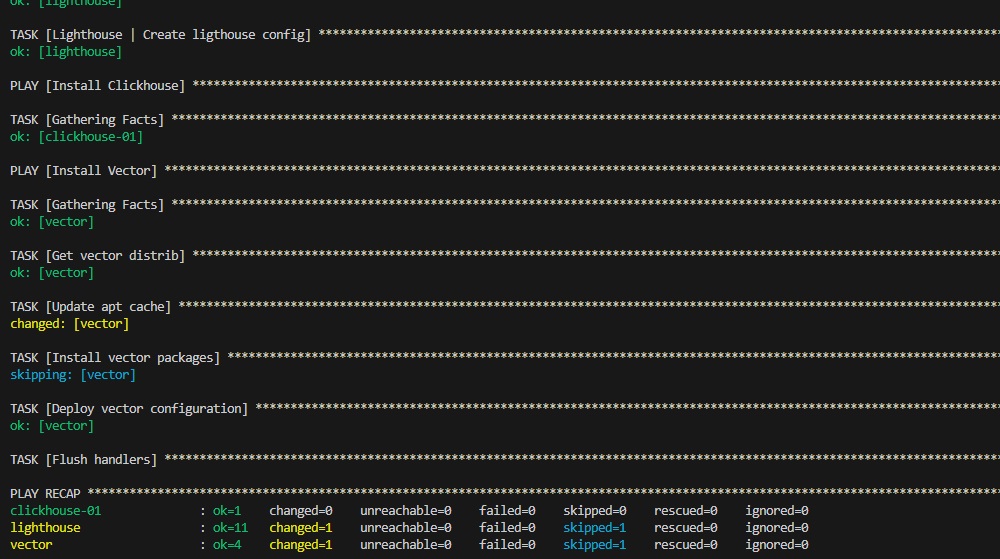 ok: [lighthouse]
TASK [Lighthouse | Create ligthouse config] *************************************************************************************************
ok: [lighthouse]
PLAY [Install Clickhouse] *******************************************************************************************************************
TASK [Gathering Facts] **********************************************************************************************************************
ok: [clickhouse-01]
PLAY [Install Vector] ***********************************************************************************************************************
TASK [Gathering Facts] **********************************************************************************************************************
ok: [vector]
TASK [Get vector distrib] *******************************************************************************************************************
ok: [vector]
TASK [Update apt cache] *********************************************************************************************************************
changed: [vector]
TASK [Install vector packages] **************************************************************************************************************
skipping: [vector]
TASK [Deploy vector configuration] **********************************************************************************************************
ok: [vector]
TASK [Flush handlers] ***********************************************************************************************************************
PLAY RECAP **********************************************************************************************************************************
clickhouse-01 : ok=1 changed=0 unreachable=0 failed=0 skipped=0 rescued=0 ignored=0
lighthouse : ok=11 changed=1 unreachable=0 failed=0 skipped=1 rescued=0 ignored=0
vector : ok=4 changed=1 unreachable=0 failed=0 skipped=1 rescued=0 ignored=0